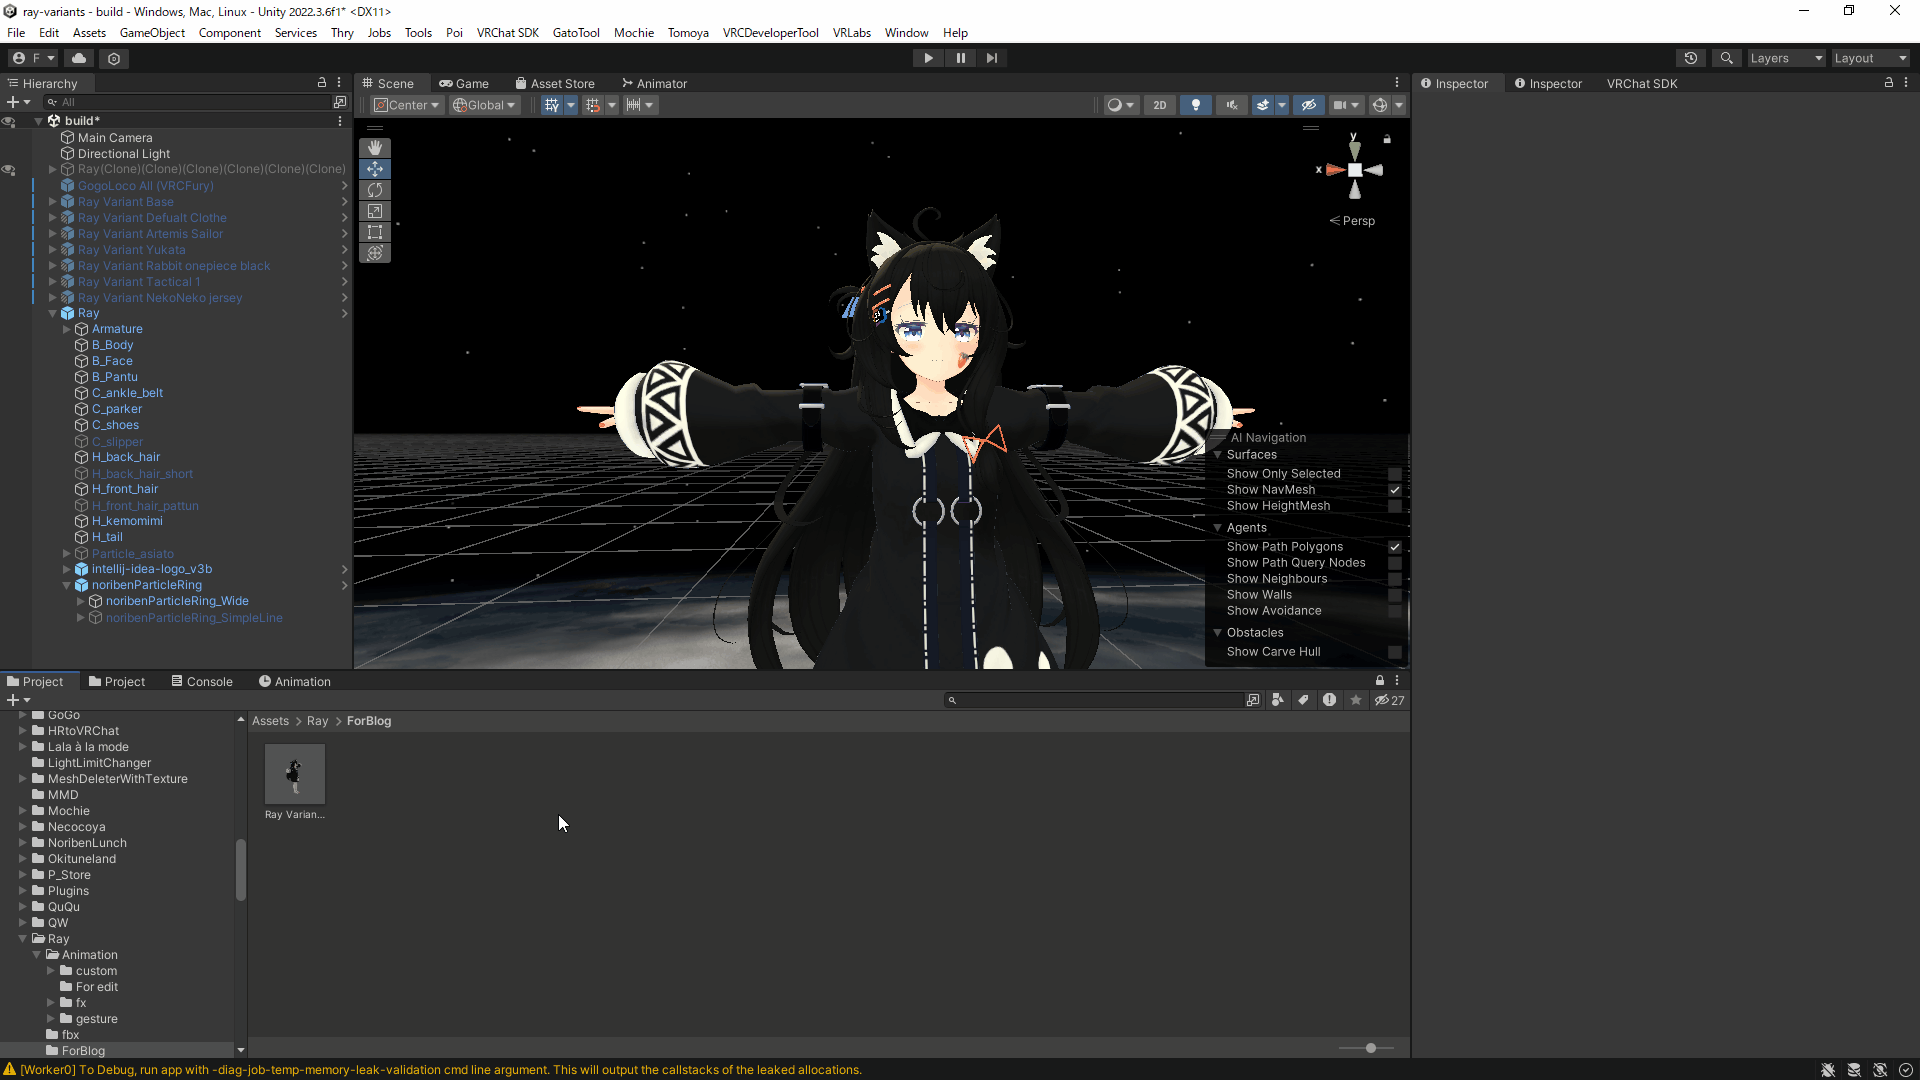 ray-variants - build - Windows, Mac, Linux - Unity 2022.3.6f1* <DX11>
File Edit Assets GameObject Component Services Thry Jobs Tools Poi VRChat SDK GatoTool Mochie Tomoya VRCDeveloperTool VRLabs Window Help
F
Layers
Layout
Hierarchy
Scene Game Asset Store Animator
Inspector Inspector VRChat SDK
All
Center Global
2D
build*
Main Camera
Directional Light
Ray(Clone)(Clone)(Clone)(Clone)(Clone)(Clone)
GogoLoco All (VRCFury)
Ray Variant Base
Ray Variant Defualt Clothe
Ray Variant Artemis Sailor
Ray Variant Yukata
Ray Variant Rabbit onepiece black
Ray Variant Tactical 1
Ray Variant NekoNeko jersey
Ray
Armature
B_Body
B_Face
B_Pantu
C_ankle_belt
C_parker
C_shoes
C_slipper
H_back_hair
H_back_hair_short
H_front_hair
H_front_hair_pattun
H_kemomimi
H_tail
Particle_asiato
intellij-idea-logo_v3b
noribenParticleRing
noribenParticleRing_Wide
noribenParticleRing_SimpleLine
y
x
Persp
AI Navigation
Surfaces
Show Only Selected
Show NavMesh
Show HeightMesh
Agents
Show Path Polygons
Show Path Query Nodes
Show Neighbours
Show Walls
Show Avoidance
Obstacles
Show Carve Hull
Project Project Console Animation
27
GoGo
HRtoVRChat
Lala à la mode
LightLimitChanger
MeshDeleterWithTexture
MMD
Mochie
Necocoya
NoribenLunch
Okituneland
P_Store
Plugins
QuQu
QW
Ray
Animation
custom
For edit
fx
gesture
fbx
ForBlog
Assets > Ray > ForBlog
Ray Varian...
[Worker0] To Debug, run app with -diag-job-temp-memory-leak-validation cmd line argument. This will output the callstacks of the leaked allocations.